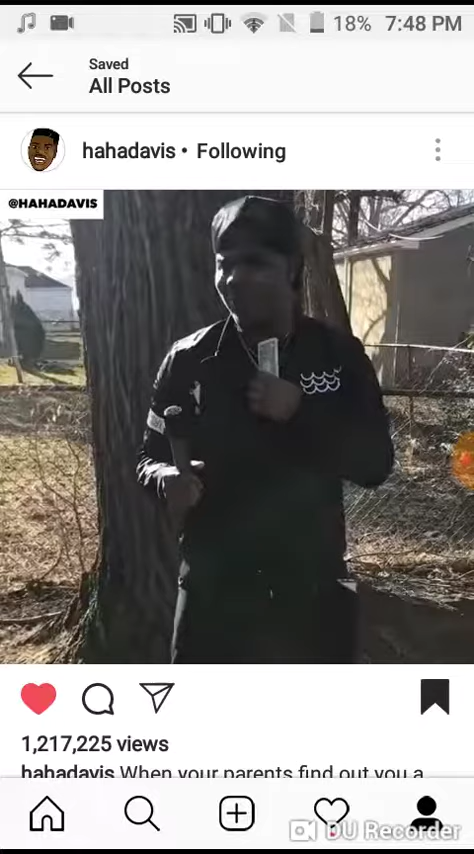 18% 7:48 PM
Saved
All Posts
hahadavis • Following
@HAHADAVIS
1,217,225 views
hahadavis When your parents find out you a
DU Recorder